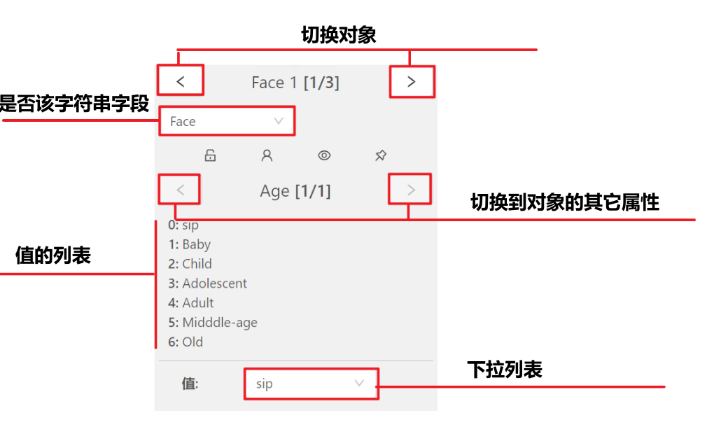 切换对象
< Face 1 [1/3] >
是否该字符串字段
Face
< Age [1/1] >
切换到对象的其它属性
0: sip
值的列表
1: Baby
2: Child
3: Adolescent
4: Adult
5: Midddle-age
6: Old
下拉列表
值: sip